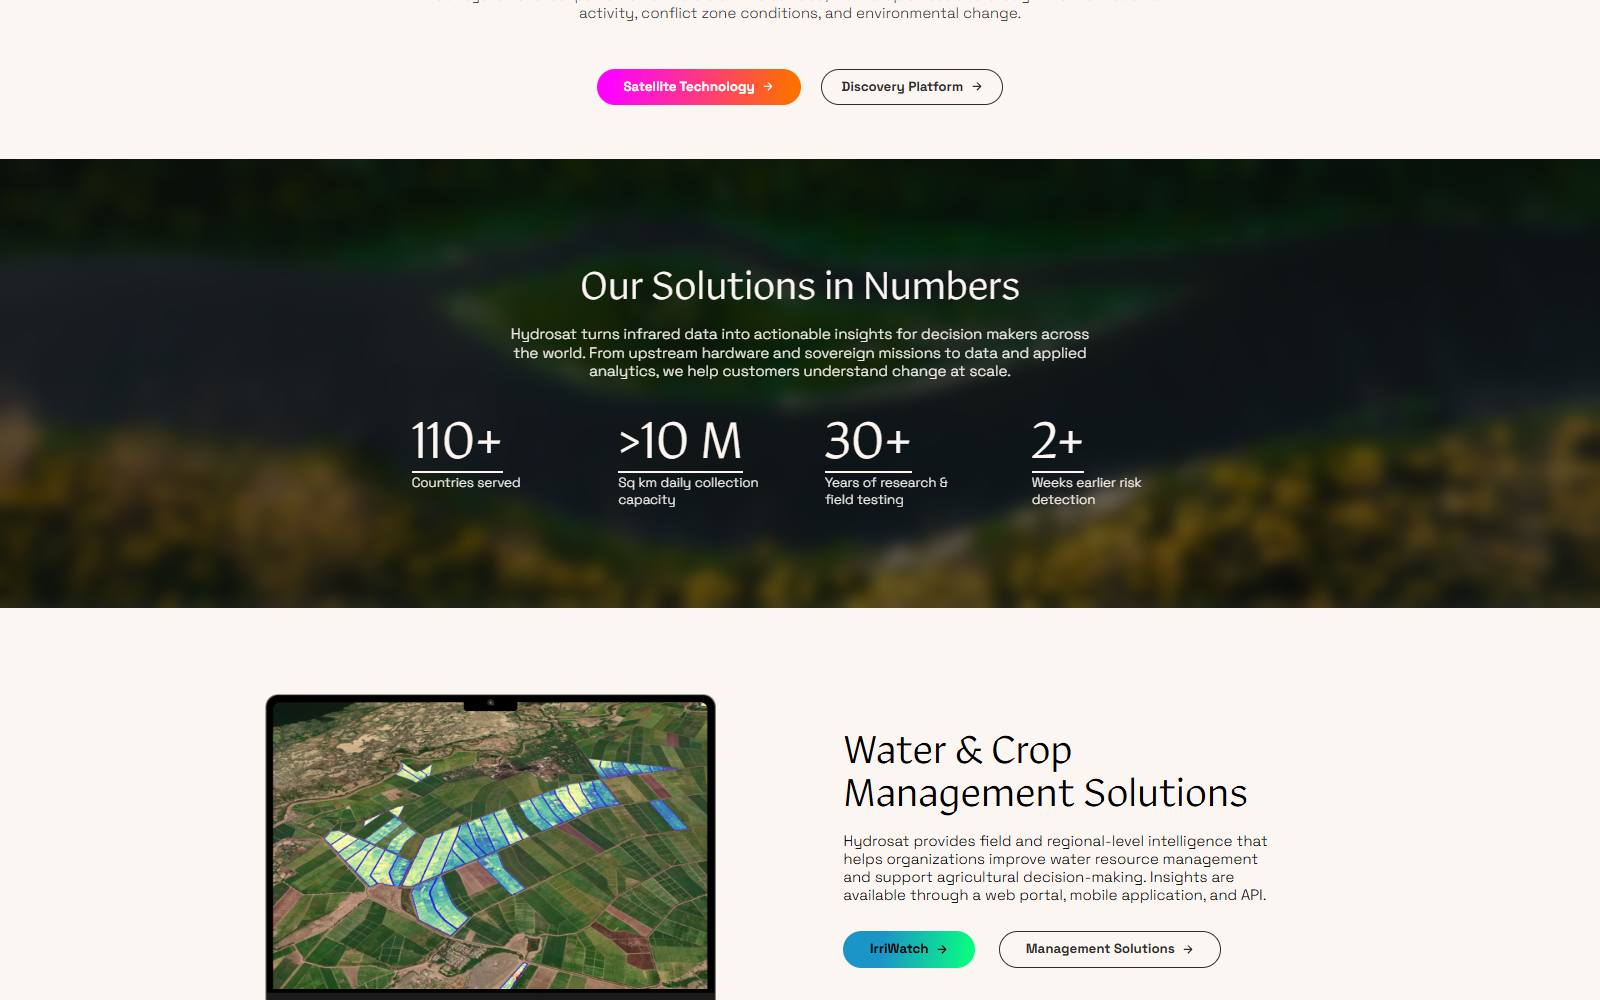 activity, conflict zone conditions, and environmental change.
Satellite Technology →
Discovery Platform →
Our Solutions in Numbers
Hydrosat turns infrared data into actionable insights for decision makers across
the world. From upstream hardware and sovereign missions to data and applied
analytics, we help customers understand change at scale.
110+
Countries served
>10 M
Sq km daily collection
capacity
30+
Years of research &
field testing
2+
Weeks earlier risk
detection
Water & Crop
Management Solutions
Hydrosat provides field and regional-level intelligence that
helps organizations improve water resource management
and support agricultural decision-making. Insights are
available through a web portal, mobile application, and API.
IrriWatch →
Management Solutions →